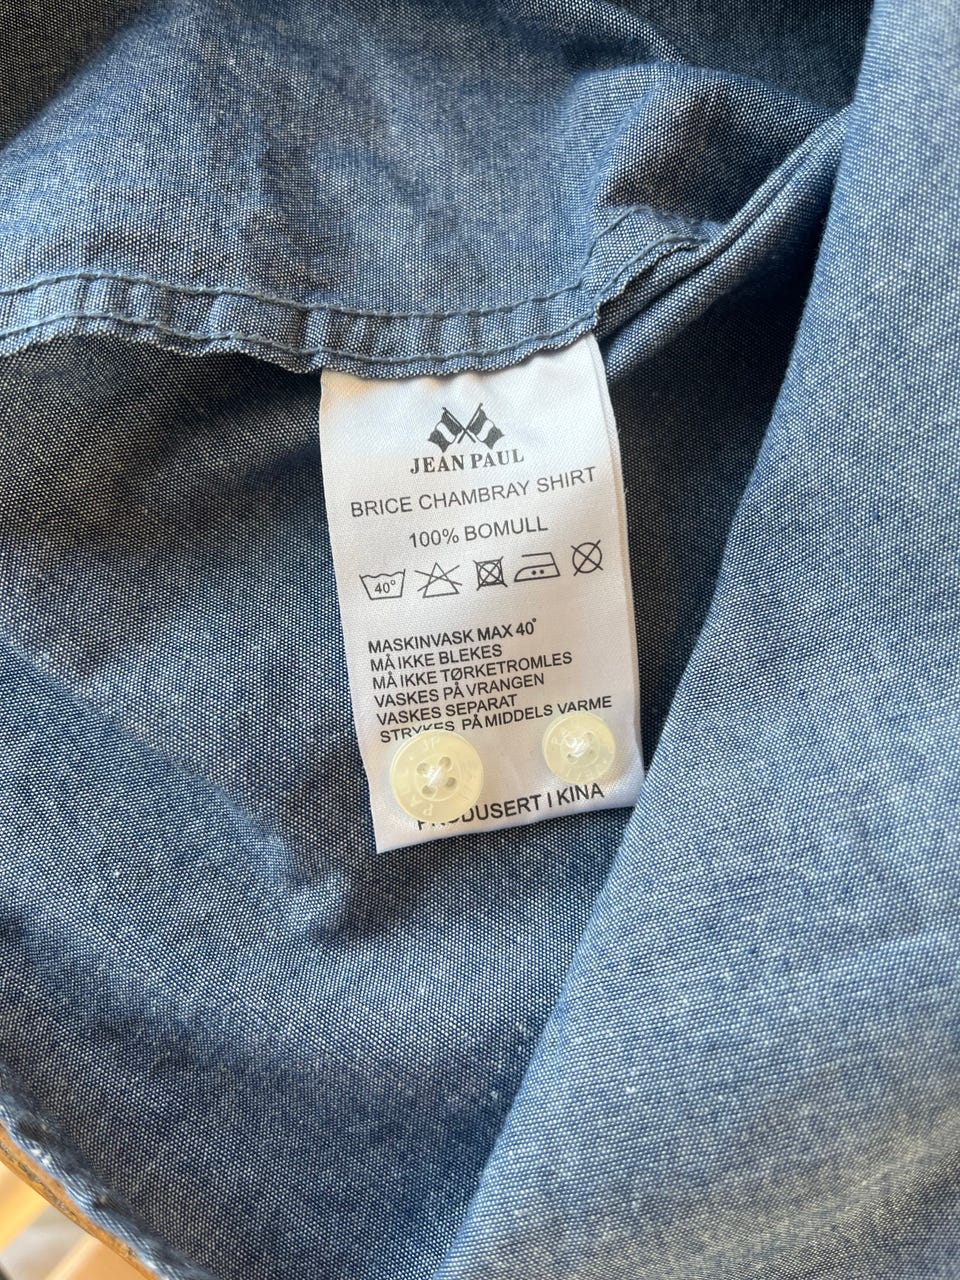 JEAN PAUL
BRICE CHAMBRAY SHIRT
100% BOMULL
40°
MASKINVASK MAX 40°
MÅ IKKE BLEKES
MÅ IKKE TØRKETROMLES
VASKES PÅ VRANGEN
VASKES SEPARAT
STRYKES PÅ MIDDELS VARME
PRODUSERT I KINA